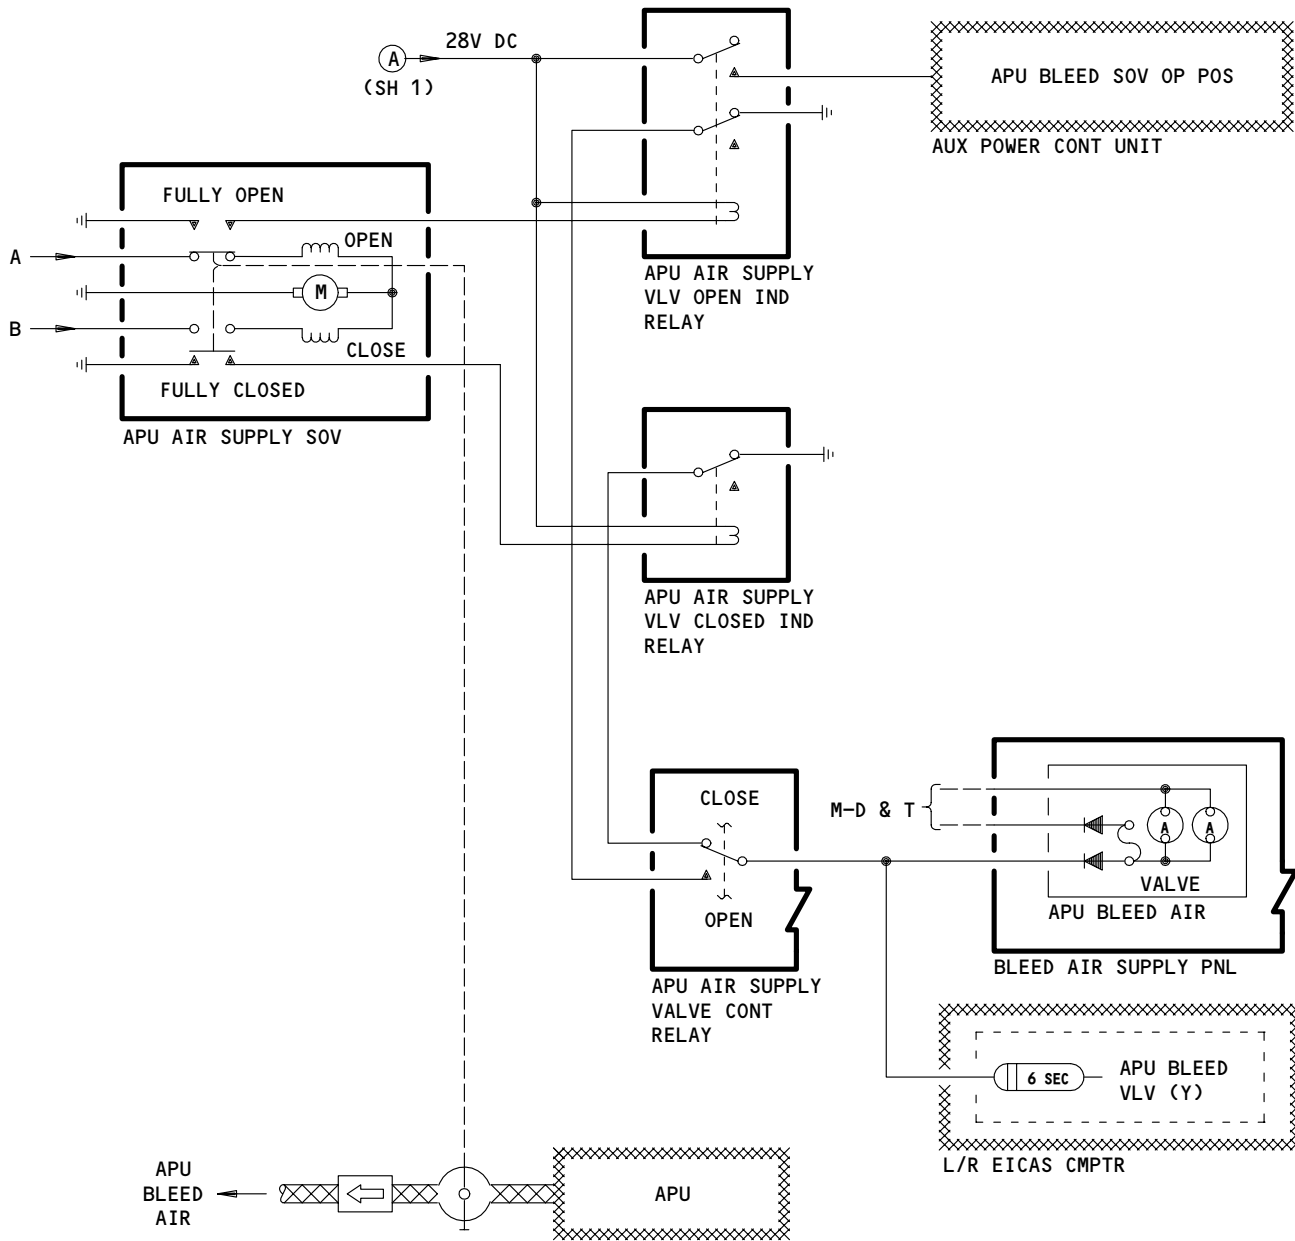 28V DC
A
(SH 1)
APU BLEED SOV OP POS
AUX POWER CONT UNIT
FULLY OPEN
OPEN
A
M
B
CLOSE
FULLY CLOSED
APU AIR SUPPLY SOV
APU AIR SUPPLY
VLV OPEN IND
RELAY
APU AIR SUPPLY
VLV CLOSED IND
RELAY
CLOSE
OPEN
APU AIR SUPPLY
VALVE CONT
RELAY
M-D & T
A
A
VALVE
APU BLEED AIR
BLEED AIR SUPPLY PNL
6 SEC
APU BLEED
VLV (Y)
L/R EICAS CMPTR
APU
BLEED
AIR
APU